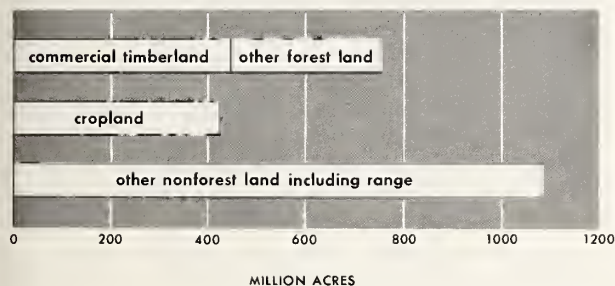 commercial timberland other forest land
cropland
other nonforest land including range
0 200 400 600 800 1000 1200
MILLION ACRES